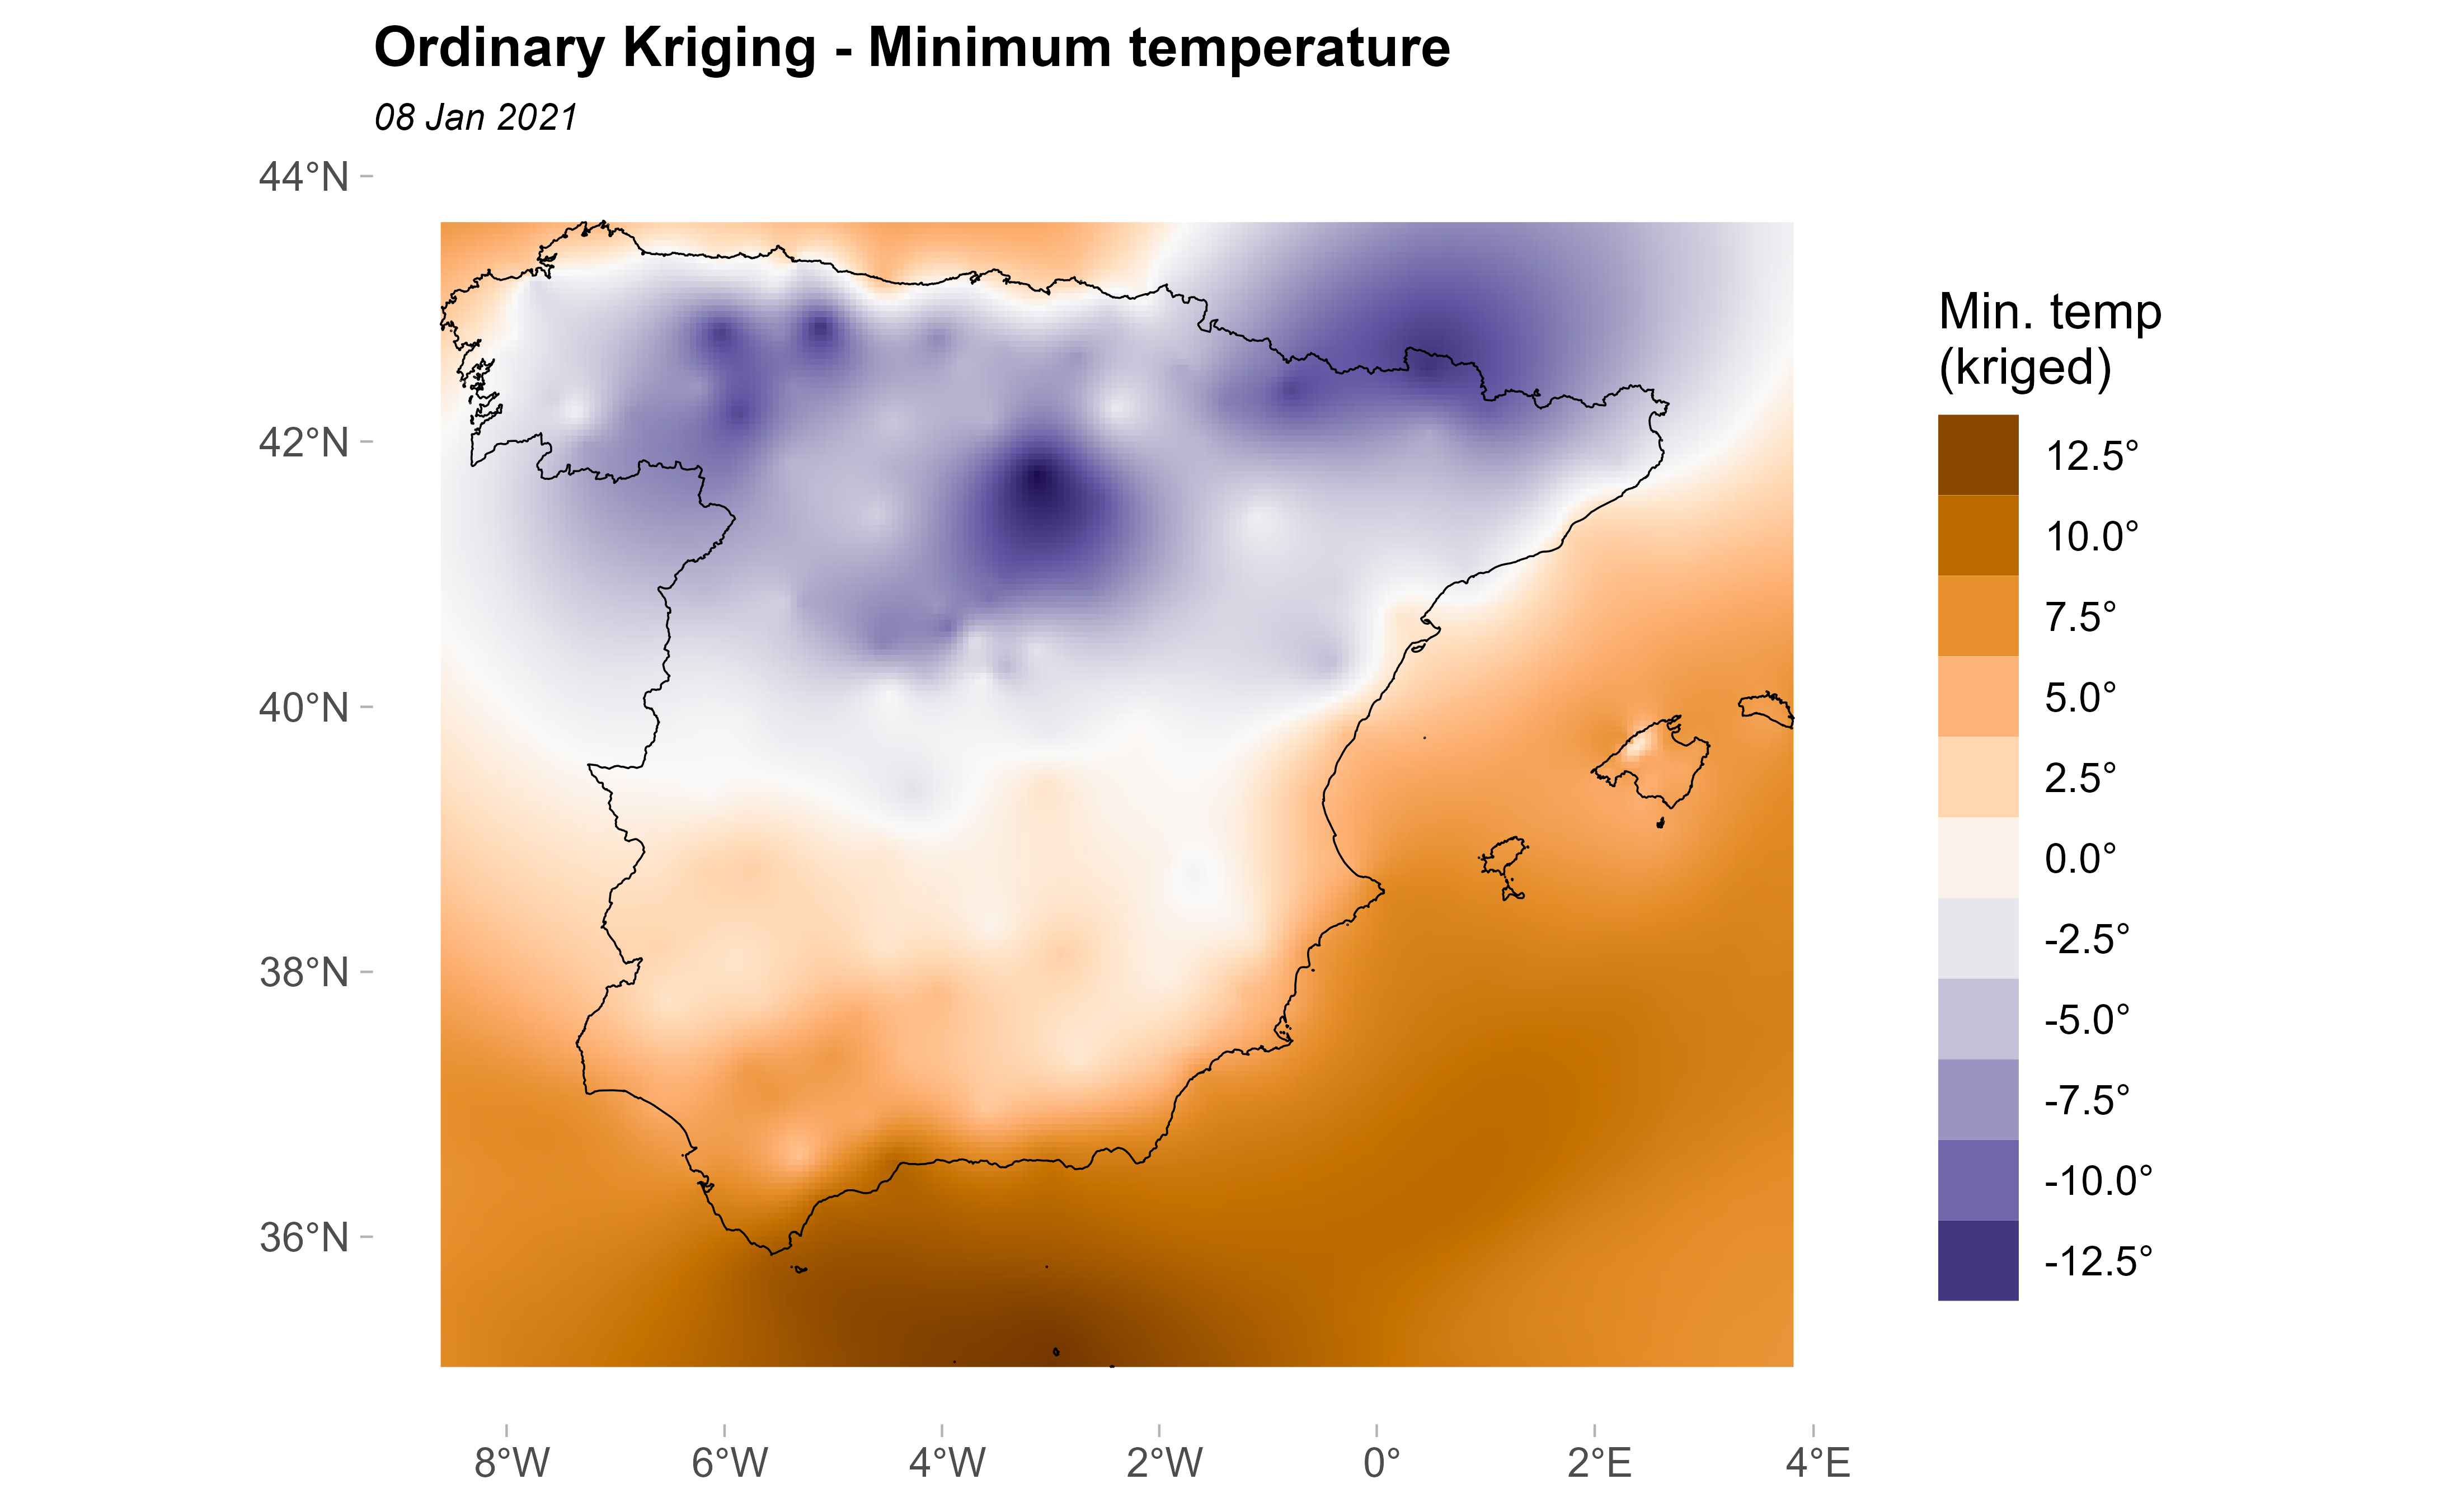 Ordinary Kriging - Minimum temperature
08 Jan 2021
44°N
42°N
40°N
38°N
36°N
8°W
6°W
4°W
2°W
0°
2°E
4°E
Min. temp
(kriged)
12.5°
10.0°
7.5°
5.0°
2.5°
0.0°
-2.5°
-5.0°
-7.5°
-10.0°
-12.5°